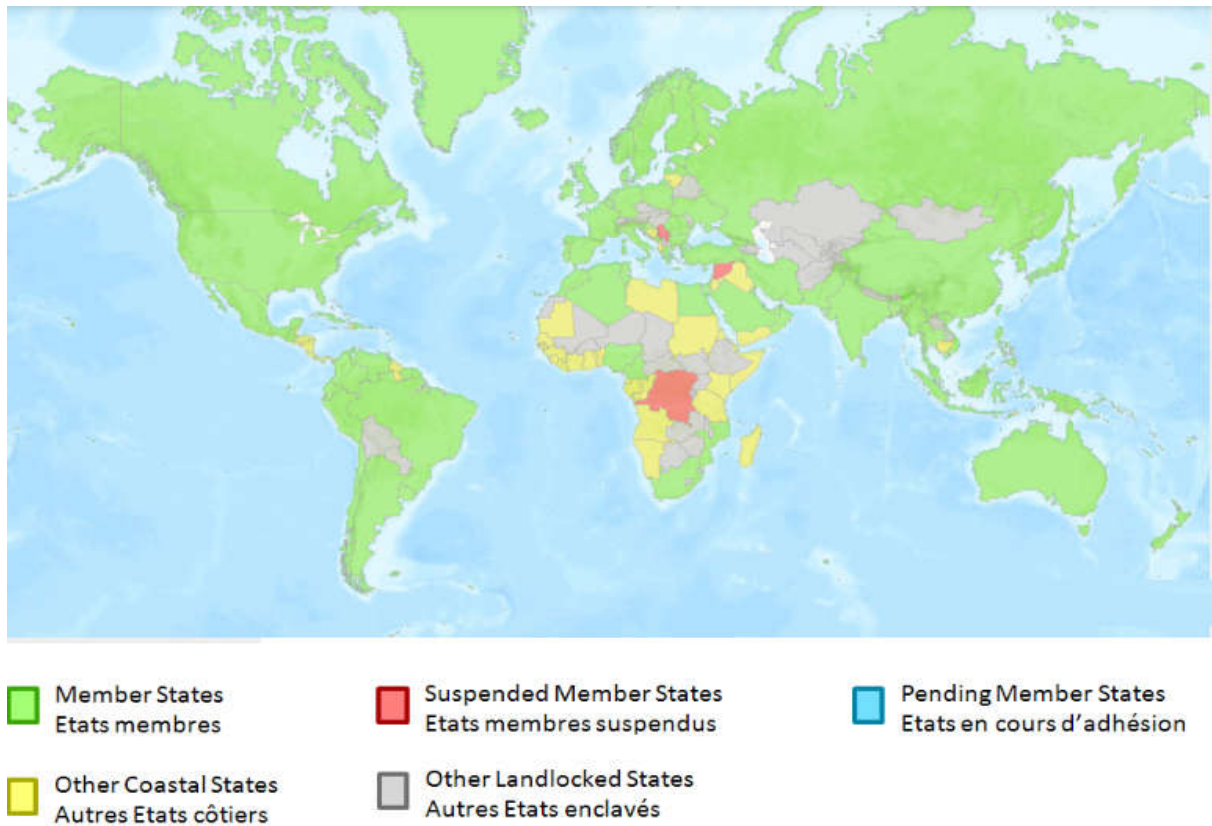 Member States
Etats membres
Suspended Member States
Etats membres suspendus
Pending Member States
Etats en cours d'adhésion
Other Coastal States
Autres Etats côtiers
Other Landlocked States
Autres Etats enclavés